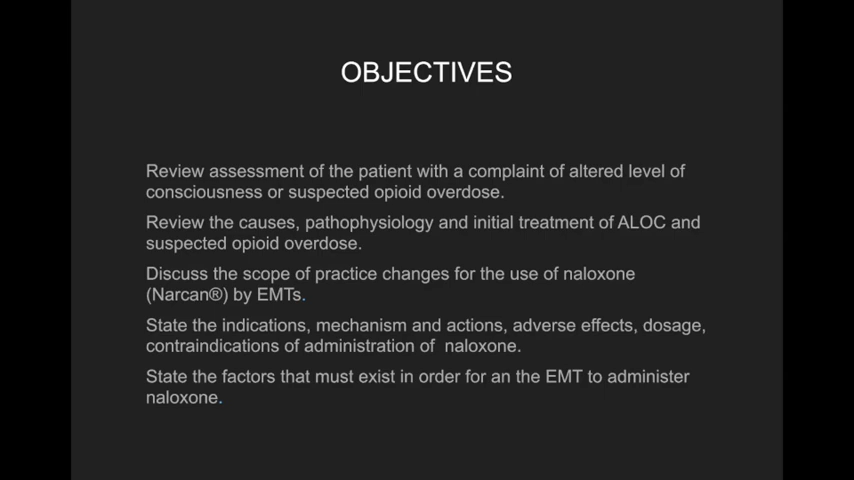 OBJECTIVES
Review assessment of the patient with a complaint of altered level of
consciousness or suspected opioid overdose.
Review the causes, pathophysiology and initial treatment of ALOC and
suspected opioid overdose.
Discuss the scope of practice changes for the use of naloxone
(Narcan®) by EMTs.
State the indications, mechanism and actions, adverse effects, dosage,
contraindications of administration of  naloxone.
State the factors that must exist in order for an the EMT to administer
naloxone.